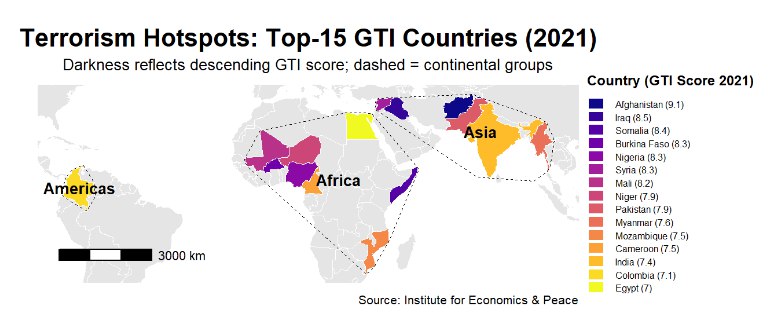 Terrorism Hotspots: Top-15 GTI Countries (2021)
Darkness reflects descending GTI score; dashed = continental groups
Country (GTI Score 2021)
Afghanistan (9.1)
Iraq (8.5)
Somalia (8.4)
Burkina Faso (8.3)
Nigeria (8.3)
Syria (8.3)
Mali (8.2)
Niger (7.9)
Pakistan (7.9)
Myanmar (7.6)
Mozambique (7.5)
Cameroon (7.5)
India (7.4)
Colombia (7.1)
Egypt (7)
Asia
Africa
Americas
3000 km
Source: Institute for Economics & Peace